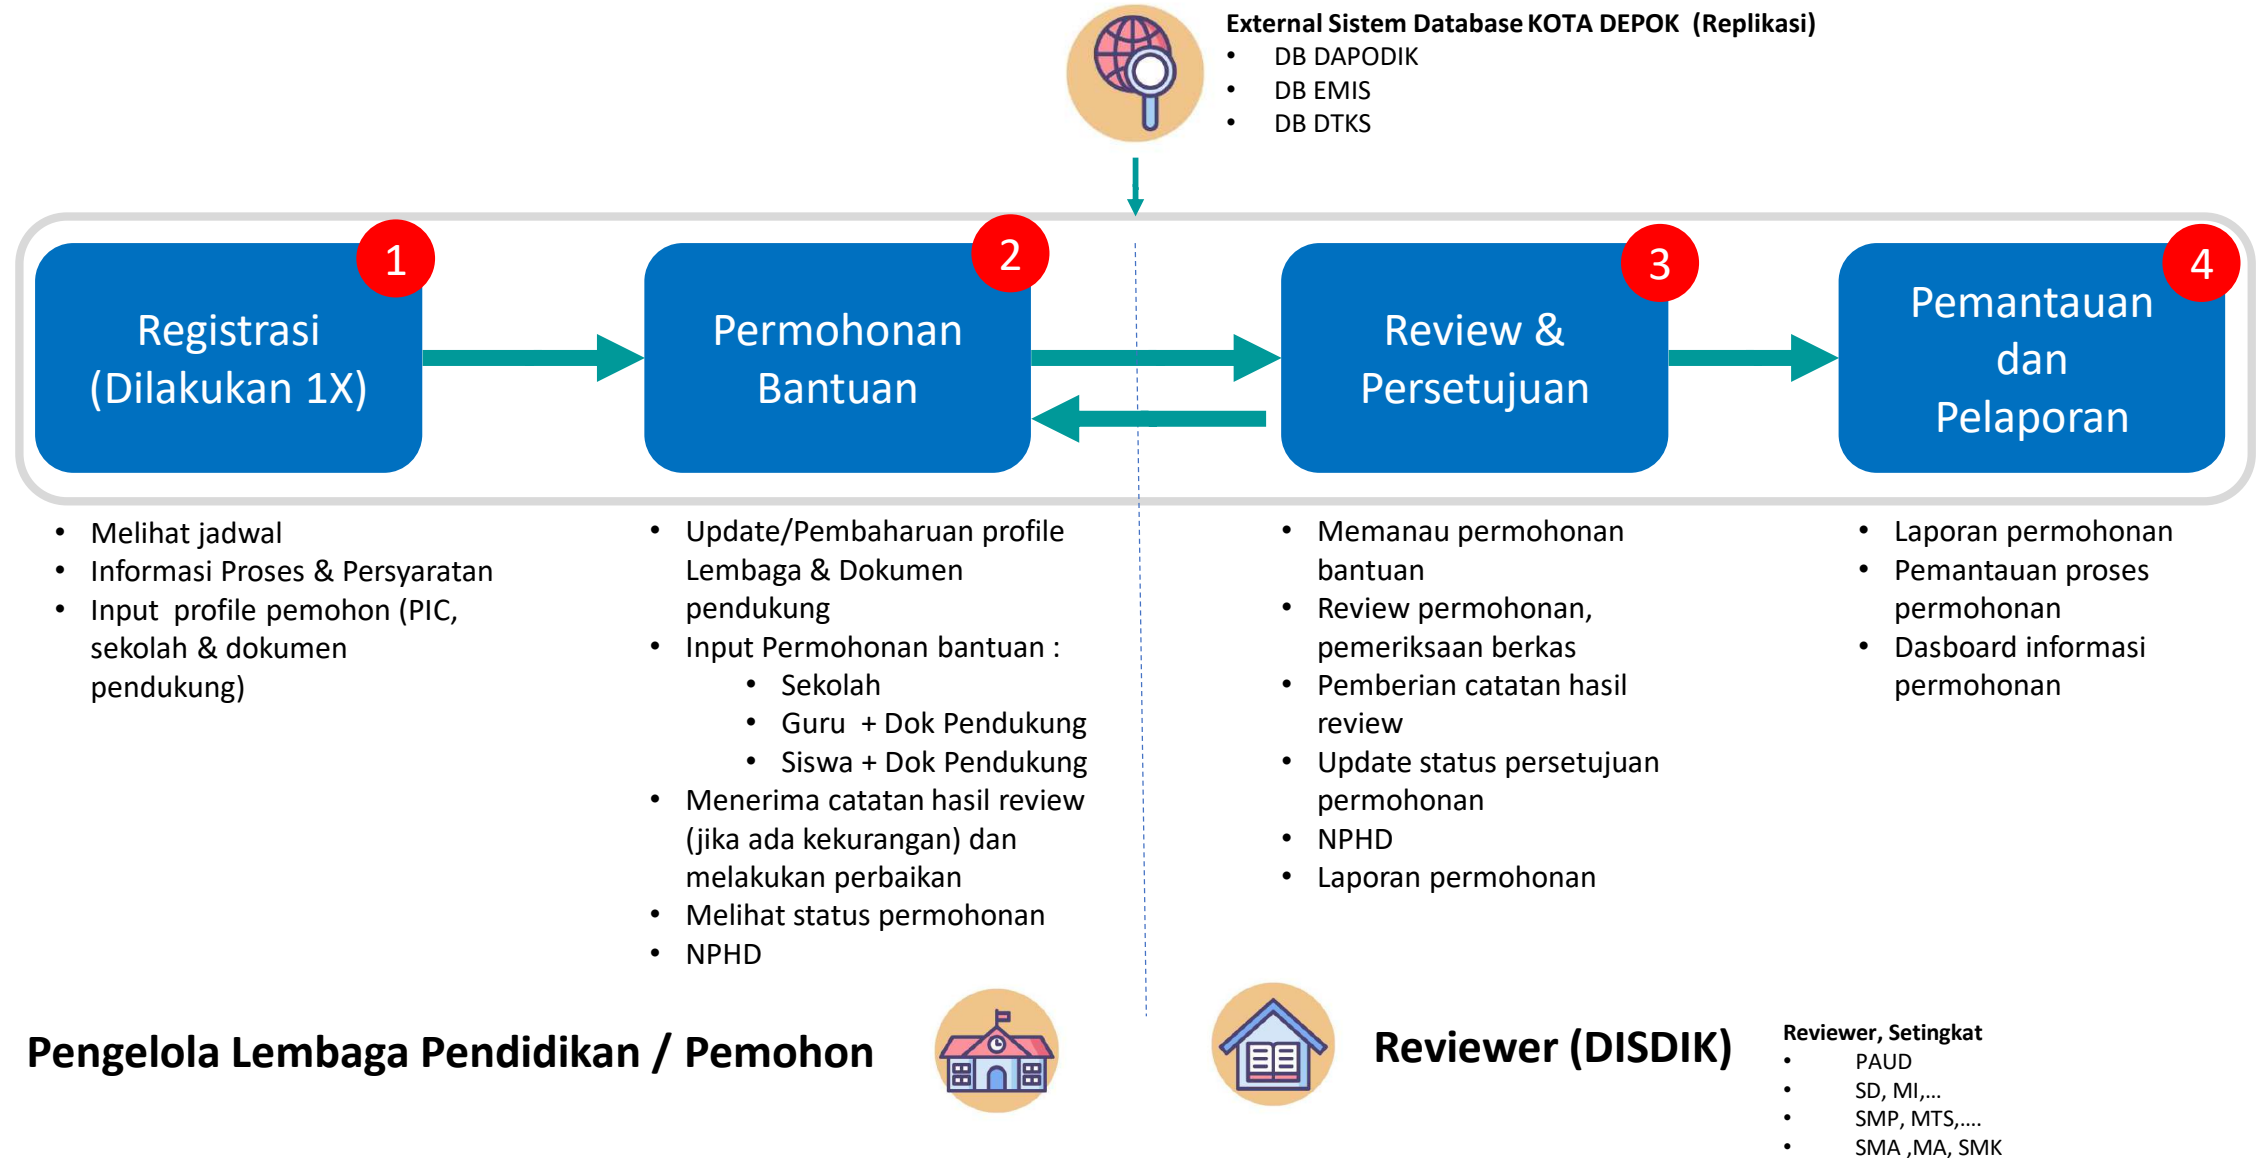 External Sistem Database KOTA DEPOK (Replikasi)
• DB DAPODIK
• DB EMIS
• DB DTKS
1
Registrasi
(Dilakukan 1X)
2
Permohonan
Bantuan
3
Review &
Persetujuan
4
Pemantauan
dan
Pelaporan
• Melihat jadwal
• Informasi Proses & Persyaratan
• Input profile pemohon (PIC,
sekolah & dokumen
pendukung)
• Update/Pembaharuan profile
Lembaga & Dokumen
pendukung
• Input Permohonan bantuan :
• Sekolah
• Guru + Dok Pendukung
• Siswa + Dok Pendukung
• Menerima catatan hasil review
(jika ada kekurangan) dan
melakukan perbaikan
• Melihat status permohonan
• NPHD
• Memanau permohonan
bantuan
• Review permohonan,
pemeriksaan berkas
• Pemberian catatan hasil
review
• Update status persetujuan
permohonan
• NPHD
• Laporan permohonan
• Laporan permohonan
• Pemantauan proses
permohonan
• Dasboard informasi
permohonan
Pengelola Lembaga Pendidikan / Pemohon
Reviewer (DISDIK)
Reviewer, Setingkat
• PAUD
• SD, MI,...
• SMP, MTS,....
• SMA ,MA, SMK